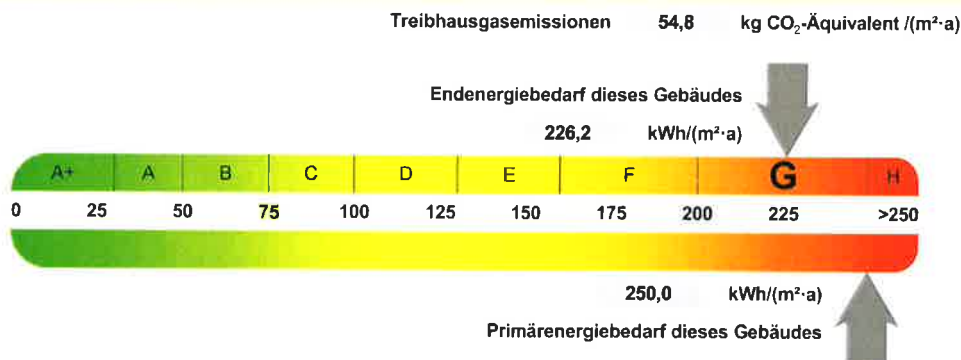 Treibhausgasemissionen 54,8 kg CO₂-Äquivalent /(m²·a)
Endenergiebedarf dieses Gebäudes
226,2 kWh/(m²·a)
A+ A B C D E F G H
0 25 50 75 100 125 150 175 200 225 >250
250,0 kWh/(m²·a)
Primärenergiebedarf dieses Gebäudes